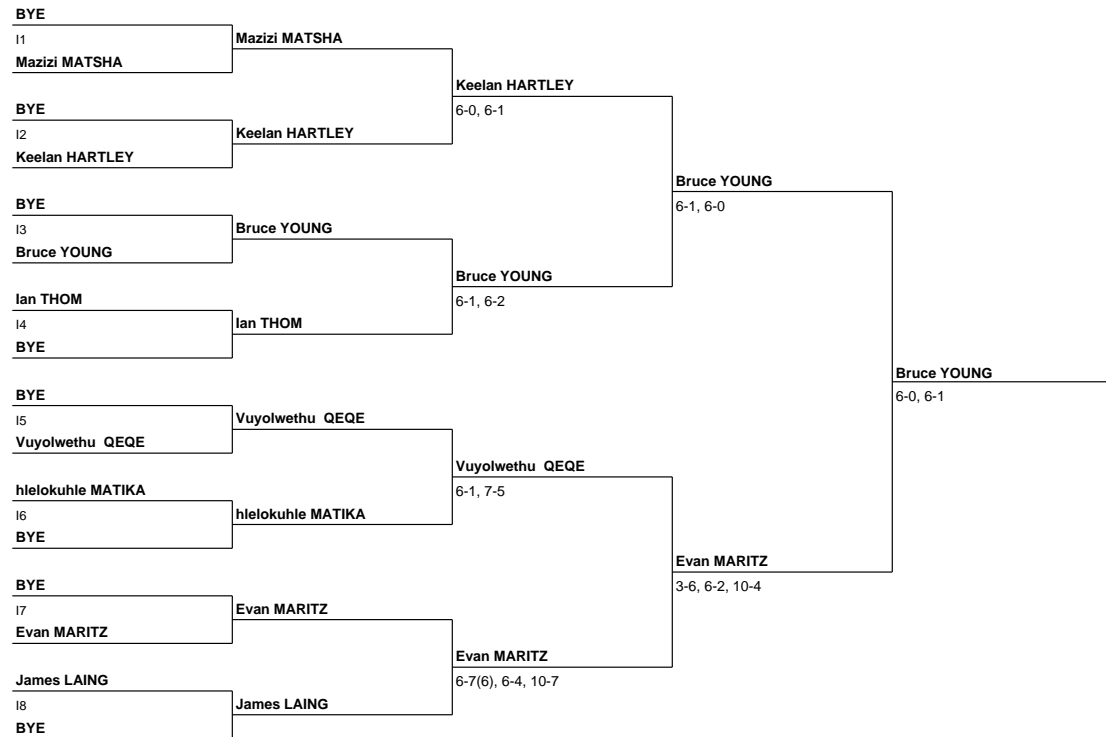 BYE
I1
Mazizi MATSHA
BYE
I2
Keelan HARTLEY
BYE
I3
Bruce YOUNG
Ian THOM
I4
BYE
BYE
I5
Vuyolwethu  QEQE
hlelokuhle MATIKA
I6
BYE
BYE
I7
Evan MARITZ
James LAING
I8
BYE
Mazizi MATSHA
Keelan HARTLEY
Bruce YOUNG
Ian THOM
Vuyolwethu  QEQE
hlelokuhle MATIKA
Evan MARITZ
James LAING
Keelan HARTLEY
6-0, 6-1
Bruce YOUNG
6-1, 6-2
Vuyolwethu  QEQE
6-1, 7-5
Evan MARITZ
6-7(6), 6-4, 10-7
Bruce YOUNG
6-1, 6-0
Evan MARITZ
3-6, 6-2, 10-4
Bruce YOUNG
6-0, 6-1